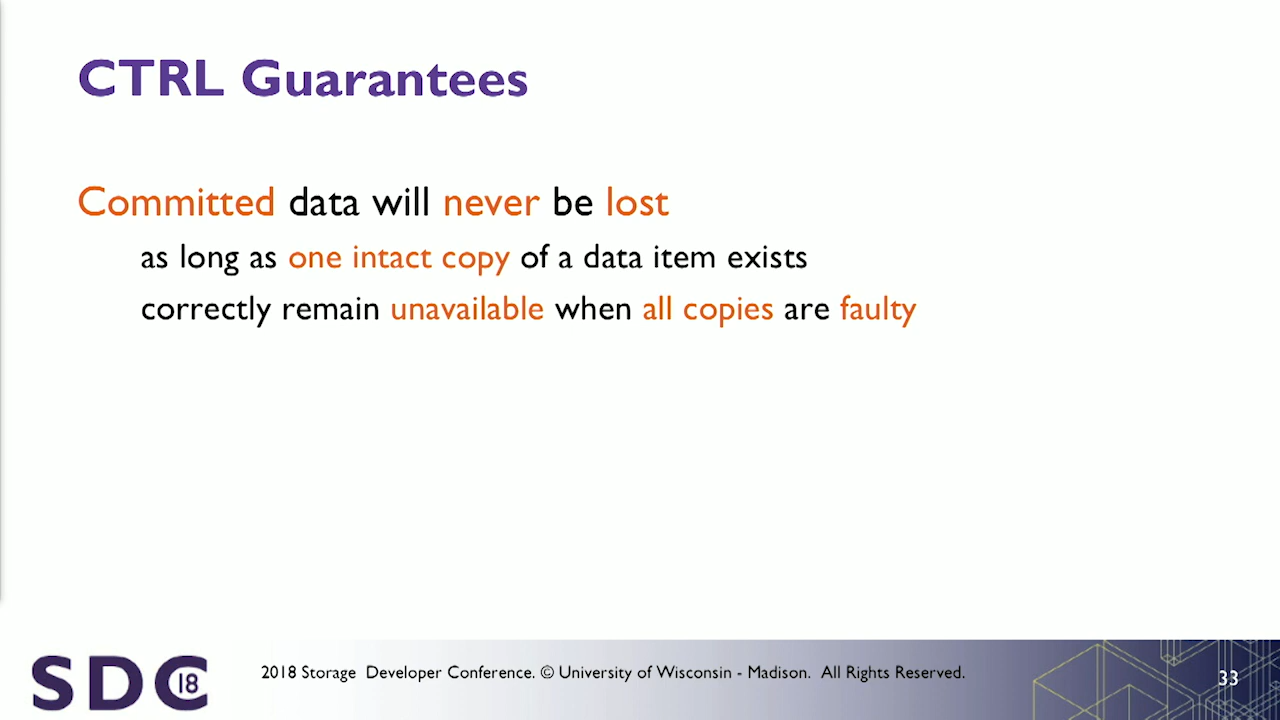 CTRL Guarantees
Committed data will never be lost
as long as one intact copy of a data item exists
correctly remain unavailable when all copies are faulty
SDC 18
2018 Storage Developer Conference. © University of Wisconsin - Madison. All Rights Reserved.
33